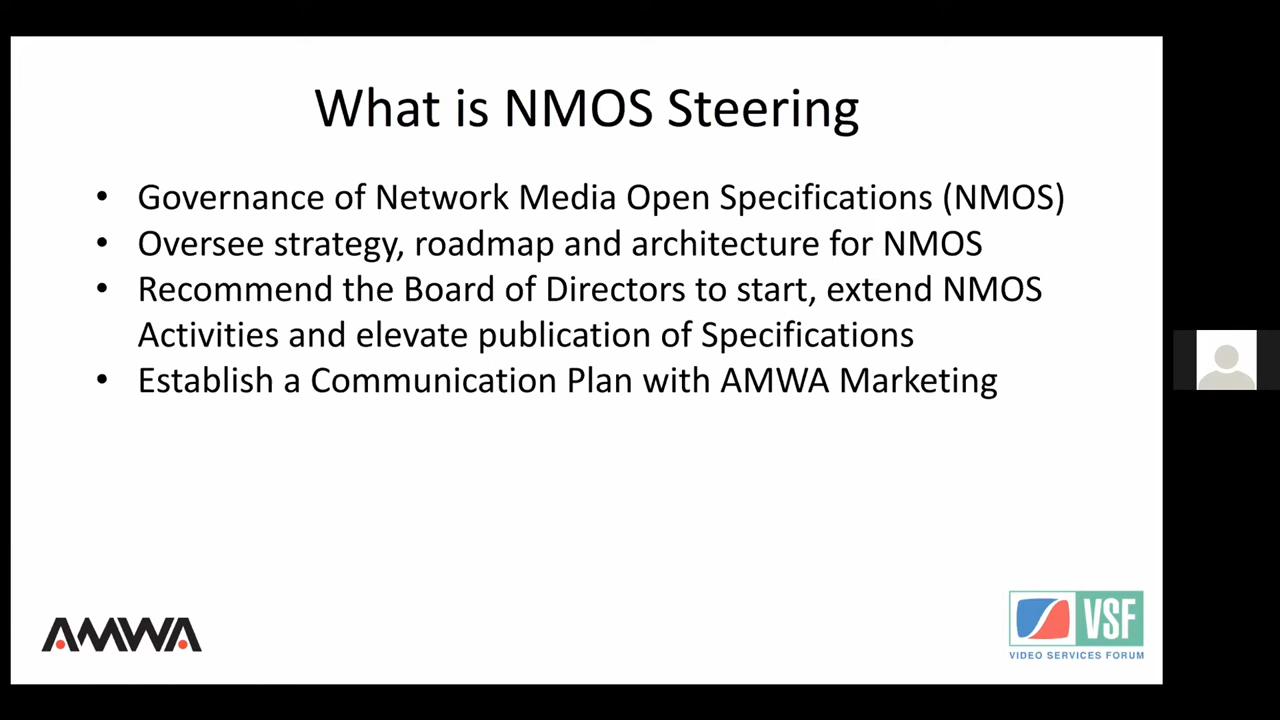 What is NMOS Steering
• Governance of Network Media Open Specifications (NMOS)
• Oversee strategy, roadmap and architecture for NMOS
• Recommend the Board of Directors to start, extend NMOS
Activities and elevate publication of Specifications
• Establish a Communication Plan with AMWA Marketing
AMWA
VSF
VIDEO SERVICES FORUM